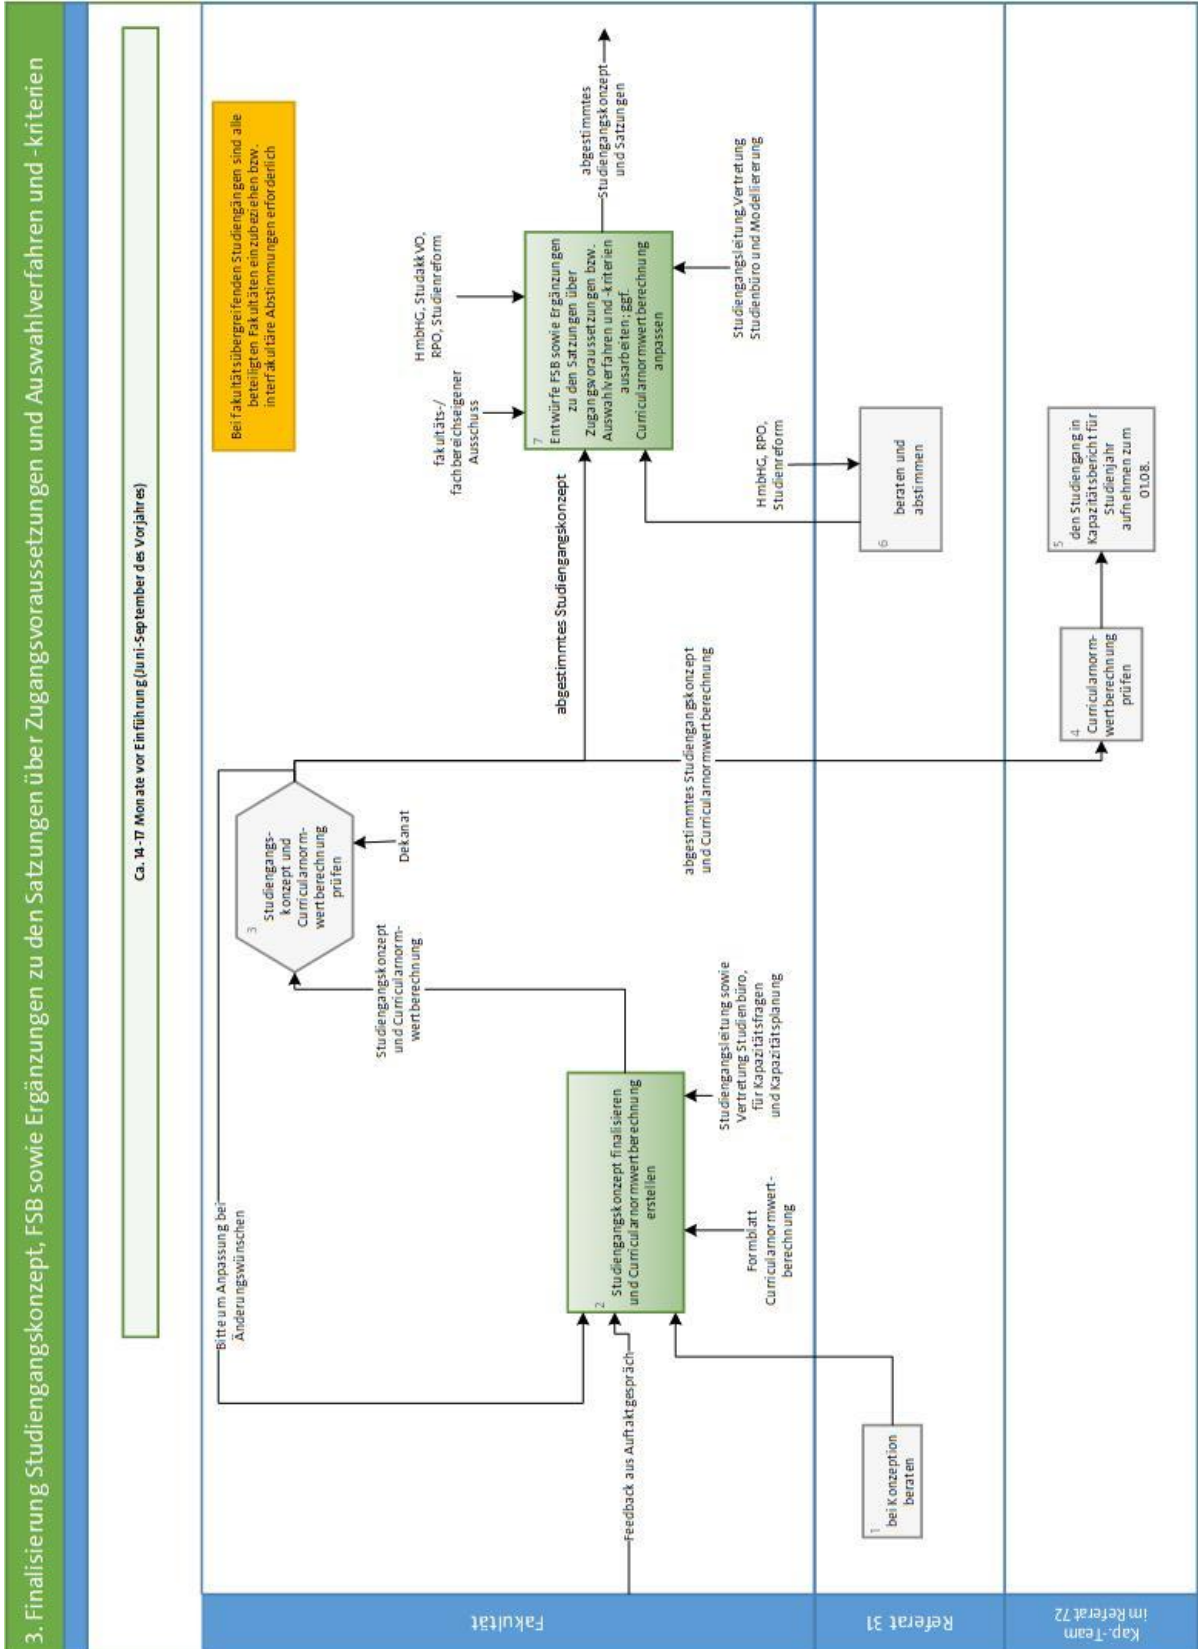 3. Finalisierung Studiengangskonzept, FSB sowie Ergänzungen zu den Satzungen über Zugangsvoraussetzungen und Auswahlverfahren und -kriterien
Ca. 14-17 Monate vor Einführung (Juni-September des Vorjahres)
Bei fakultätsübergreifenden Studiengängen sind alle
beteiligten Fakultäten einzubeziehen bzw.
interfakultäre Abstimmungen erforderlich
Fakultät
Bitte um Anpassung bei
Änderungswünschen
3
Studiengangs-
konzept und
Curricularnorm-
wertberechnung
prüfen
Dekanat
Studiengangskonzept
und Curricularnorm-
wertberechnung
Feedback aus Auftaktgespräch
2
Studiengangskonzept finalisieren
und Curricularnormwertberechnung
erstellen
Formblatt
Curricularnormwert-
berechnung
Studiengangsleitung sowie
Vertretung Studienbüro,
für Kapazitätsfragen
und Kapazitätsplanung
abgestimmtes Studiengangskonzept
abgestimmtes Studiengangskonzept
und Curricularnormwertberechnung
fakultäts-/
fachbereichseigener
Ausschuss
HmbHG, StudakkVO,
RPO, Studienreform
7
Entwürfe FSB sowie Ergänzungen
zu den Satzungen über
Zugangsvoraussetzungen bzw.
Auswahlverfahren und -kriterien
ausarbeiten; ggf.
Curricularnormwertberechnung
anpassen
Studiengangsleitung,Vertretung
Studienbüro und Modellierung
abgestimmtes
Studiengangskonzept
und Satzungen
Referat 31
1
bei Konzeption
beraten
HmbHG, RPO,
Studienreform
6
beraten und
abstimmen
Kap.-Team
im Referat 72
4
Curricularnorm-
wertberechnung
prüfen
5
den Studiengang in
Kapazitätsbericht für
Studienjahr
aufnehmen zum
01.08.